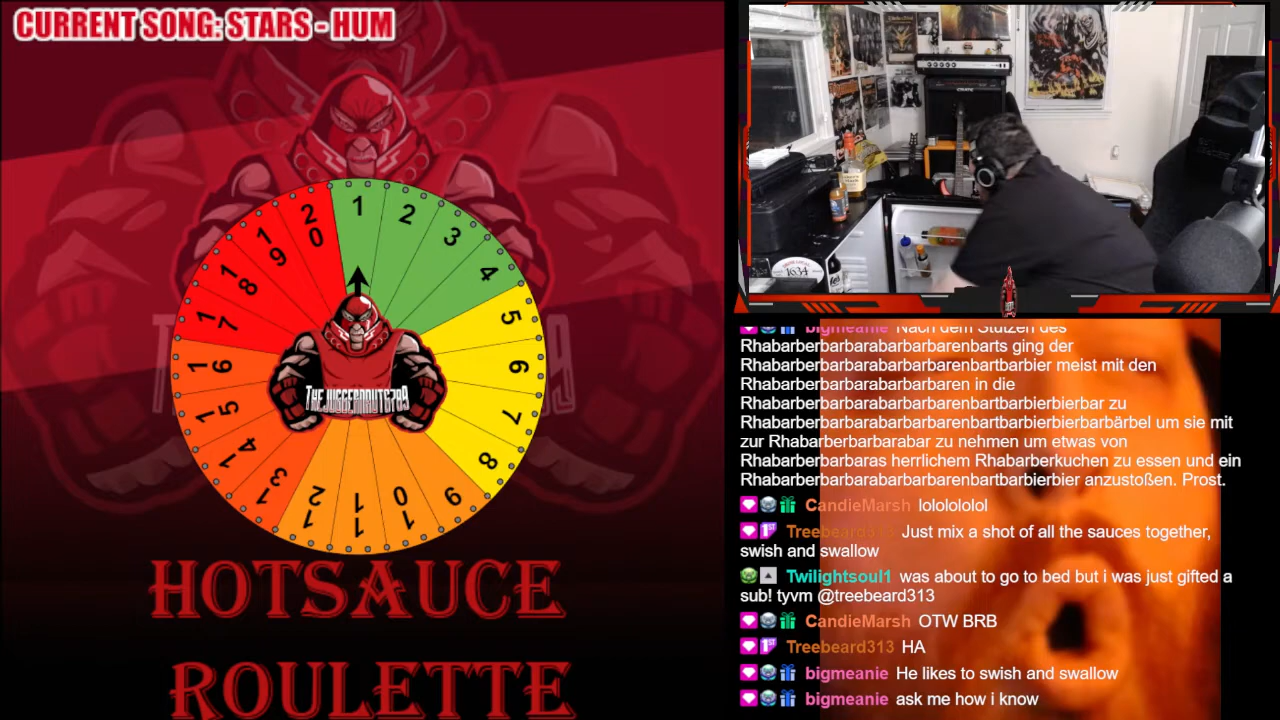 CURRENT SONG: STARS - HUM
1
2
3
4
5
6
7
8
9
10
11
12
13
14
15
16
17
18
19
20
THEJUGGERNAUT6789
HOTSAUCE
ROULETTE
1634
bigmeanie Nach dem Stutzen des
Rhabarberbarbarabarbarbarenbarts ging der
Rhabarberbarbarabarbarbarenbartbarbier meist mit den
Rhabarberbarbarabarbarbaren in die
Rhabarberbarbarabarbarbarenbartbarbierbierbar zu
Rhabarberbarbarabarbarbarenbartbarbierbierbarbärbel um sie mit
zur Rhabarberbarbarabar zu nehmen um etwas von
Rhabarberbarbaras herrlichem Rhabarberkuchen zu essen und ein
Rhabarberbarbarabarbarbarenbartbarbierbier anzustoßen. Prost.
CandieMarsh lolololololol
Treebeard313 Just mix a shot of all the sauces together,
swish and swallow
Twilightsoul1 was about to go to bed but i was just gifted a
sub! tyvm @treebeard313
CandieMarsh OTW BRB
Treebeard313 HA
bigmeanie He likes to swish and swallow
bigmeanie ask me how i know